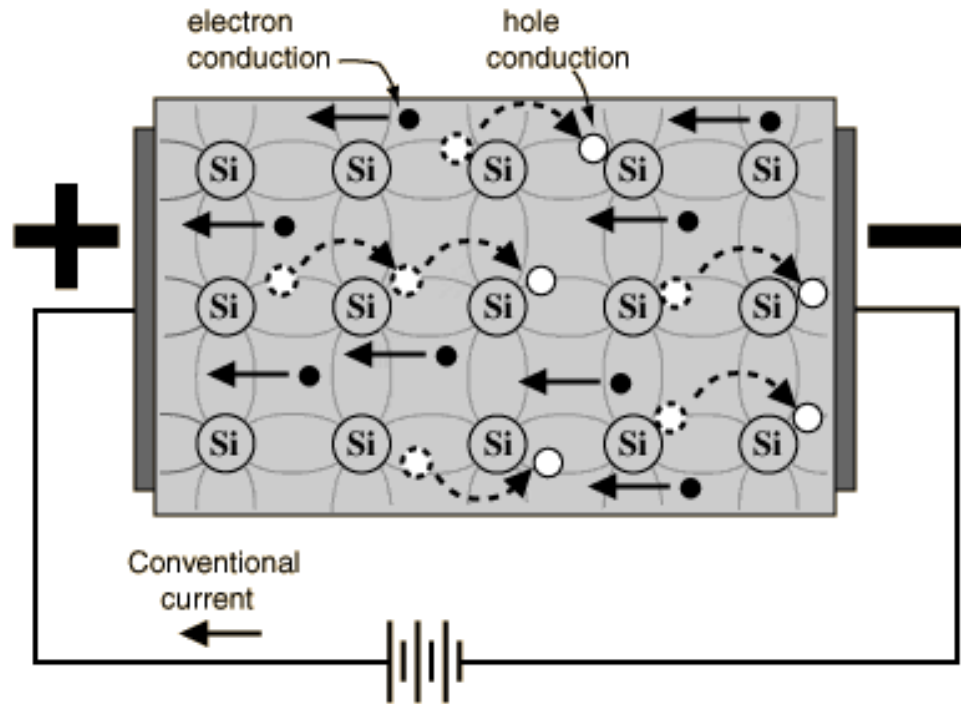 electron
conduction
hole
conduction
Si Si Si Si Si
+ −
Si Si Si Si Si
Si Si Si Si Si
Conventional
current